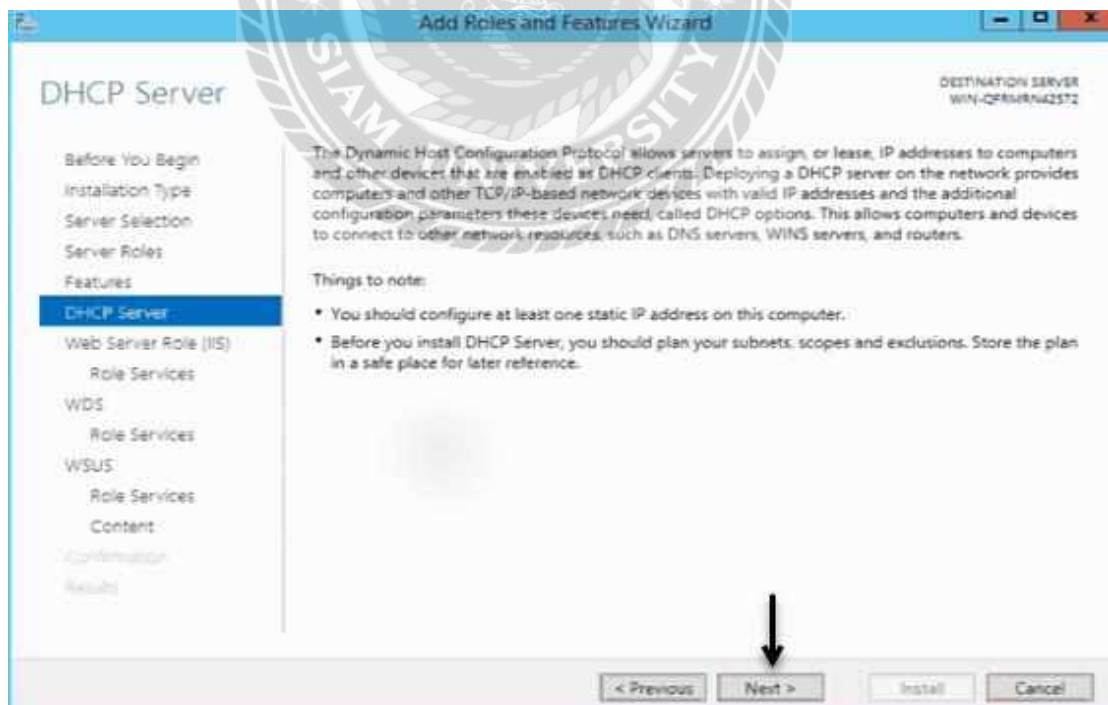 Add Roles and Features Wizard
DHCP Server
DESTINATION SERVER
Before You Begin
Installation Type
Server Selection
Server Roles
Features
DHCP Server
Web Server Role (IIS)
Role Services
WDS
Role Services
WSUS
Role Services
Content
Confirmation
Results
The Dynamic Host Configuration Protocol allows servers to assign, or lease, IP addresses to computers
and other devices that are enabled as DHCP clients. Deploying a DHCP server on the network provides
computers and other TCP/IP-based network devices with valid IP addresses and the additional
configuration parameters these devices need, called DHCP options. This allows computers and devices
to connect to other network resources, such as DNS servers, WINS servers, and routers.
Things to note:
• You should configure at least one static IP address on this computer.
• Before you install DHCP Server, you should plan your subnets, scopes and exclusions. Store the plan
in a safe place for later reference.
< Previous
Next >
Install
Cancel
SIAM UNIVERSITY